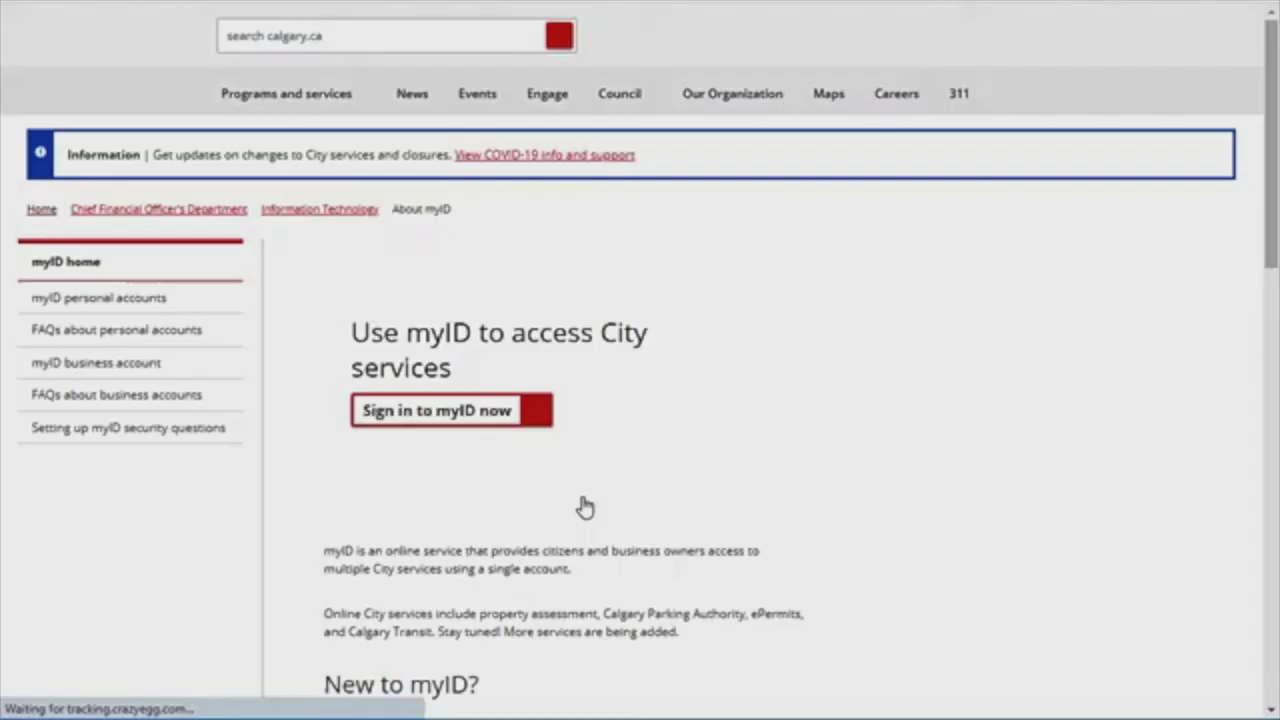 search calgary.ca
Programs and services News Events Engage Council Our Organization Maps Careers 311
Information | Get updates on changes to City services and closures. View COVID-19 info and support
Home Chief Financial Officer's Department Information Technology About myID
myID home
myID personal accounts
FAQs about personal accounts
myID business account
FAQs about business accounts
Setting up myID security questions
Use myID to access City
services
Sign in to myID now
myID is an online service that provides citizens and business owners access to
multiple City services using a single account.
Online City services include property assessment, Calgary Parking Authority, ePermits,
and Calgary Transit. Stay tuned! More services are being added.
New to myID?
Waiting for tracking.crazyegg.com...